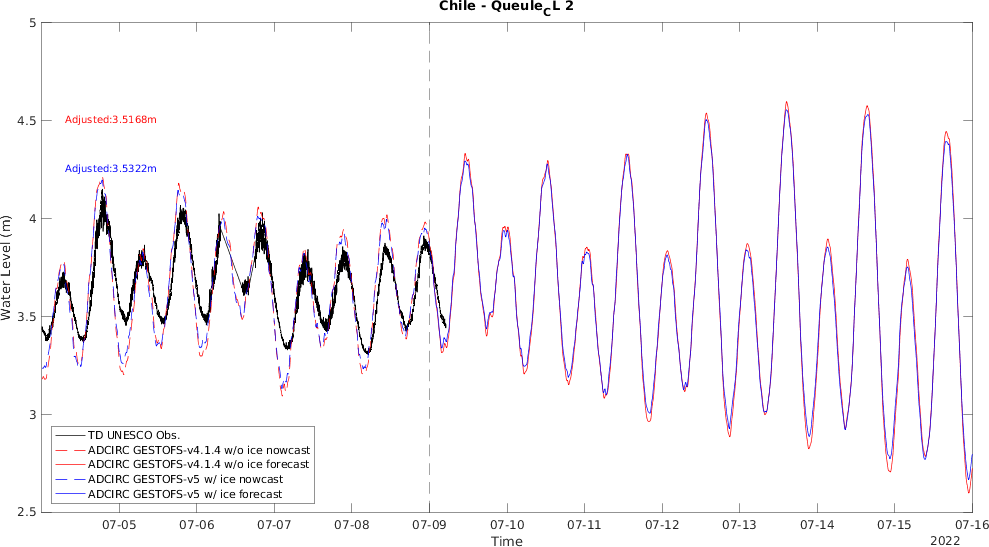 Chile - Queule_C L 2
5
4.5
4
3.5
3
2.5
Water Level (m)
Adjusted:3.5168m
Adjusted:3.5322m
TD UNESCO Obs.
ADCIRC GESTOFS-v4.1.4 w/o ice nowcast
ADCIRC GESTOFS-v4.1.4 w/o ice forecast
ADCIRC GESTOFS-v5 w/ ice nowcast
ADCIRC GESTOFS-v5 w/ ice forecast
07-05 07-06 07-07 07-08 07-09 07-10 07-11 07-12 07-13 07-14 07-15 07-16
Time
2022